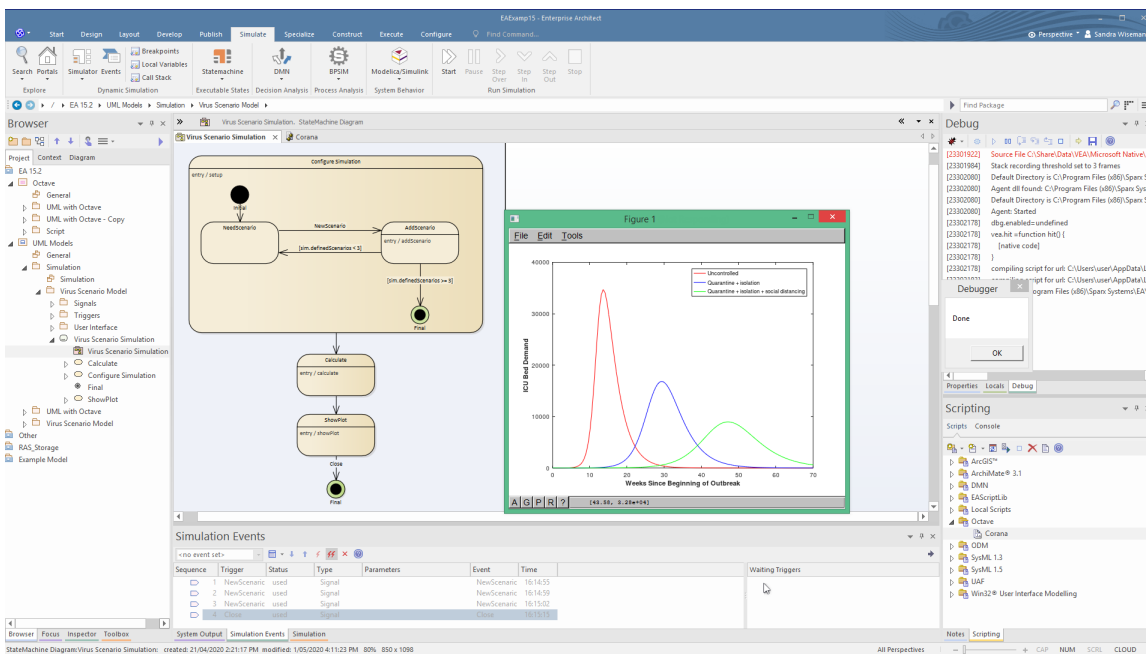 EAExamp15 - Enterprise Architect
Start Design Layout Develop Publish Simulate Specialize Construct Execute Configure Find Command...
Perspective Sandra Wiseman
Search Portals Simulator Events Breakpoints Local Variables Call Stack Statemachine DMN BPSIM Modelica/Simulink Start Pause Step Over Step In Step Out Stop
Explore Dynamic Simulation Executable States Decision Analysis Process Analysis System Behavior Run Simulation
/ EA 15.2 UML Models Simulation Virus Scenario Model
Find Package
Browser
Project Context Diagram
EA 15.2
Octave
General
UML with Octave
UML with Octave - Copy
Script
UML Models
General
Simulation
Simulation
Virus Scenario Model
Signals
Triggers
User Interface
Virus Scenario Simulation
Virus Scenario Simulation
Calculate
Configure Simulation
Final
ShowPlot
UML with Octave
Virus Scenario Model
Other
RAS_Storage
Example Model
Browser Focus Inspector Toolbox
Virus Scenario Simulation. StateMachine Diagram
Virus Scenario Simulation × Corana
Configure Simulation
entry / setup
Initial
NeedScenario
NewScenario
AddScenario
entry / addScenario
[sim.definedScenarios < 3]
[sim.definedScenarios >= 3]
Final
Calculate
entry / calculate
ShowPlot
entry / showPlot
Close
Final
Figure 1
File Edit Tools
Uncontrolled
Quarantine + isolation
Quarantine + isolation + social distancing
40000
30000
20000
10000
0
ICU Bed Demand
0 10 20 30 40 50 60 70
Weeks Since Beginning of Outbreak
A G P R ?
Simulation Events
<no event set>
Sequence Trigger Status Type Parameters Event Time
1 NewScenaric used Signal NewScenaric 16:14:55
2 NewScenaric used Signal NewScenaric 16:14:59
3 NewScenaric used Signal NewScenaric 16:15:02
4 Close used Signal Close 16:15:15
Waiting Triggers
System Output Simulation Events Simulation
Debug
[23301922] Source File C:\Share\Data\VEA\Microsoft Native\
[23301984] Stack recording threshold set to 3 frames
[23302080] Default Directory is C:\Program Files (x86)\Sparx S
[23302080] Agent dll found: C:\Program Files (x86)\Sparx Sys
[23302080] Default Directory is C:\Program Files (x86)\Sparx S
[23302080] Agent: Started
[23302178] dbg.enabled=undefined
[23302178] vea.hit =function hit() {
[23302178] [native code]
[23302178] }
[23302178] compiling script for url: C:\Users\user\AppData\L
compiling script for url: C:\Users\user\AppData\L
ogram Files (x86)\Sparx Systems\EA\
Debugger
Done
OK
Properties Locals Debug
Scripting
Scripts Console
ArcGIS™
ArchiMate® 3.1
DMN
EAScriptLib
Local Scripts
Octave
Corana
ODM
SysML 1.3
SysML 1.5
UAF
Win32® User Interface Modelling
Notes Scripting
StateMachine Diagram:Virus Scenario Simulation: created: 21/04/2020 2:21:17 PM modified: 1/05/2020 4:11:23 PM 80% 850 x 1098
All Perspectives CAP NUM SCRL CLOUD